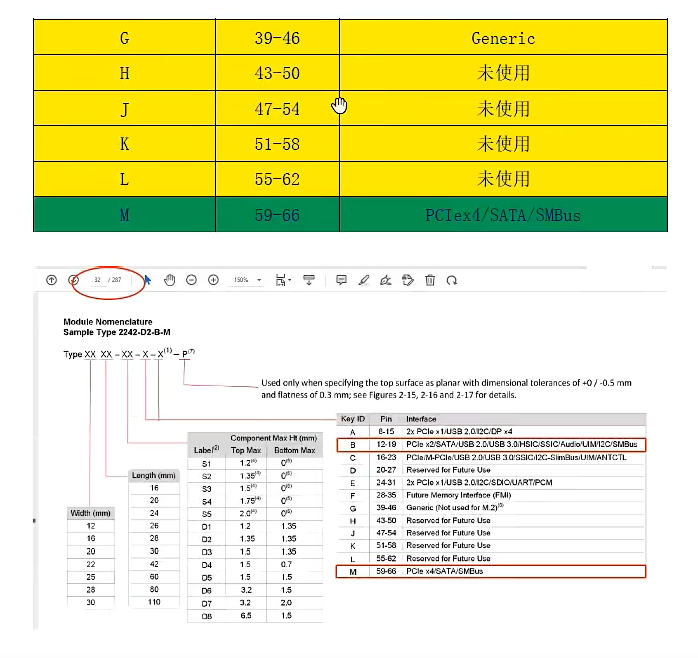 G 39-46 Generic
H 43-50 未使用
J 47-54 未使用
K 51-58 未使用
L 55-62 未使用
M 59-66 PCIex4/SATA/SMBus
32 / 287 150%
Module Nomenclature
Sample Type 2242-D2-B-M
Type XX XX – XX – X – X(1) – P(7)
Used only when specifying the top surface as planar with dimensional tolerances of +0 / -0.5 mm
and flatness of 0.3 mm; see Figures 2-15, 2-16 and 2-17 for details.
Width (mm)
12
16
20
22
25
28
30
Length (mm)
16
20
24
26
28
30
42
60
80
110
Component Max Ht (mm)
Label(2) Top Max Bottom Max
S1 1.2(4) 0(6)
S2 1.35(4) 0(6)
S3 1.5(4) 0(6)
S4 1.75(4) 0(6)
S5 2.0(4) 0(6)
D1 1.2 1.35
D2 1.35 1.35
D3 1.5 1.35
D4 1.5 0.7
D5 1.5 1.5
D6 3.2 1.5
D7 3.2 2.0
D8 6.5 1.5
Key ID Pin Interface
A 8-15 2x PCIe x1/USB 2.0/I2C/DP x4
B 12-19 PCIe x2/SATA/USB 2.0/USB 3.0/HSIC/SSIC/Audio/UIM/I2C/SMBus
C 16-23 PCIe/M-PCIe/USB 2.0/USB 3.0/SSIC/I2C-SlimBus/UIM/ANTCTL
D 20-27 Reserved for Future Use
E 24-31 2x PCIe x1/USB 2.0/I2C/SDIO/UART/PCM
F 28-35 Future Memory Interface (FMI)
G 39-46 Generic (Not used for M.2)(5)
H 43-50 Reserved for Future Use
J 47-54 Reserved for Future Use
K 51-58 Reserved for Future Use
L 55-62 Reserved for Future Use
M 59-66 PCIe x4/SATA/SMBus